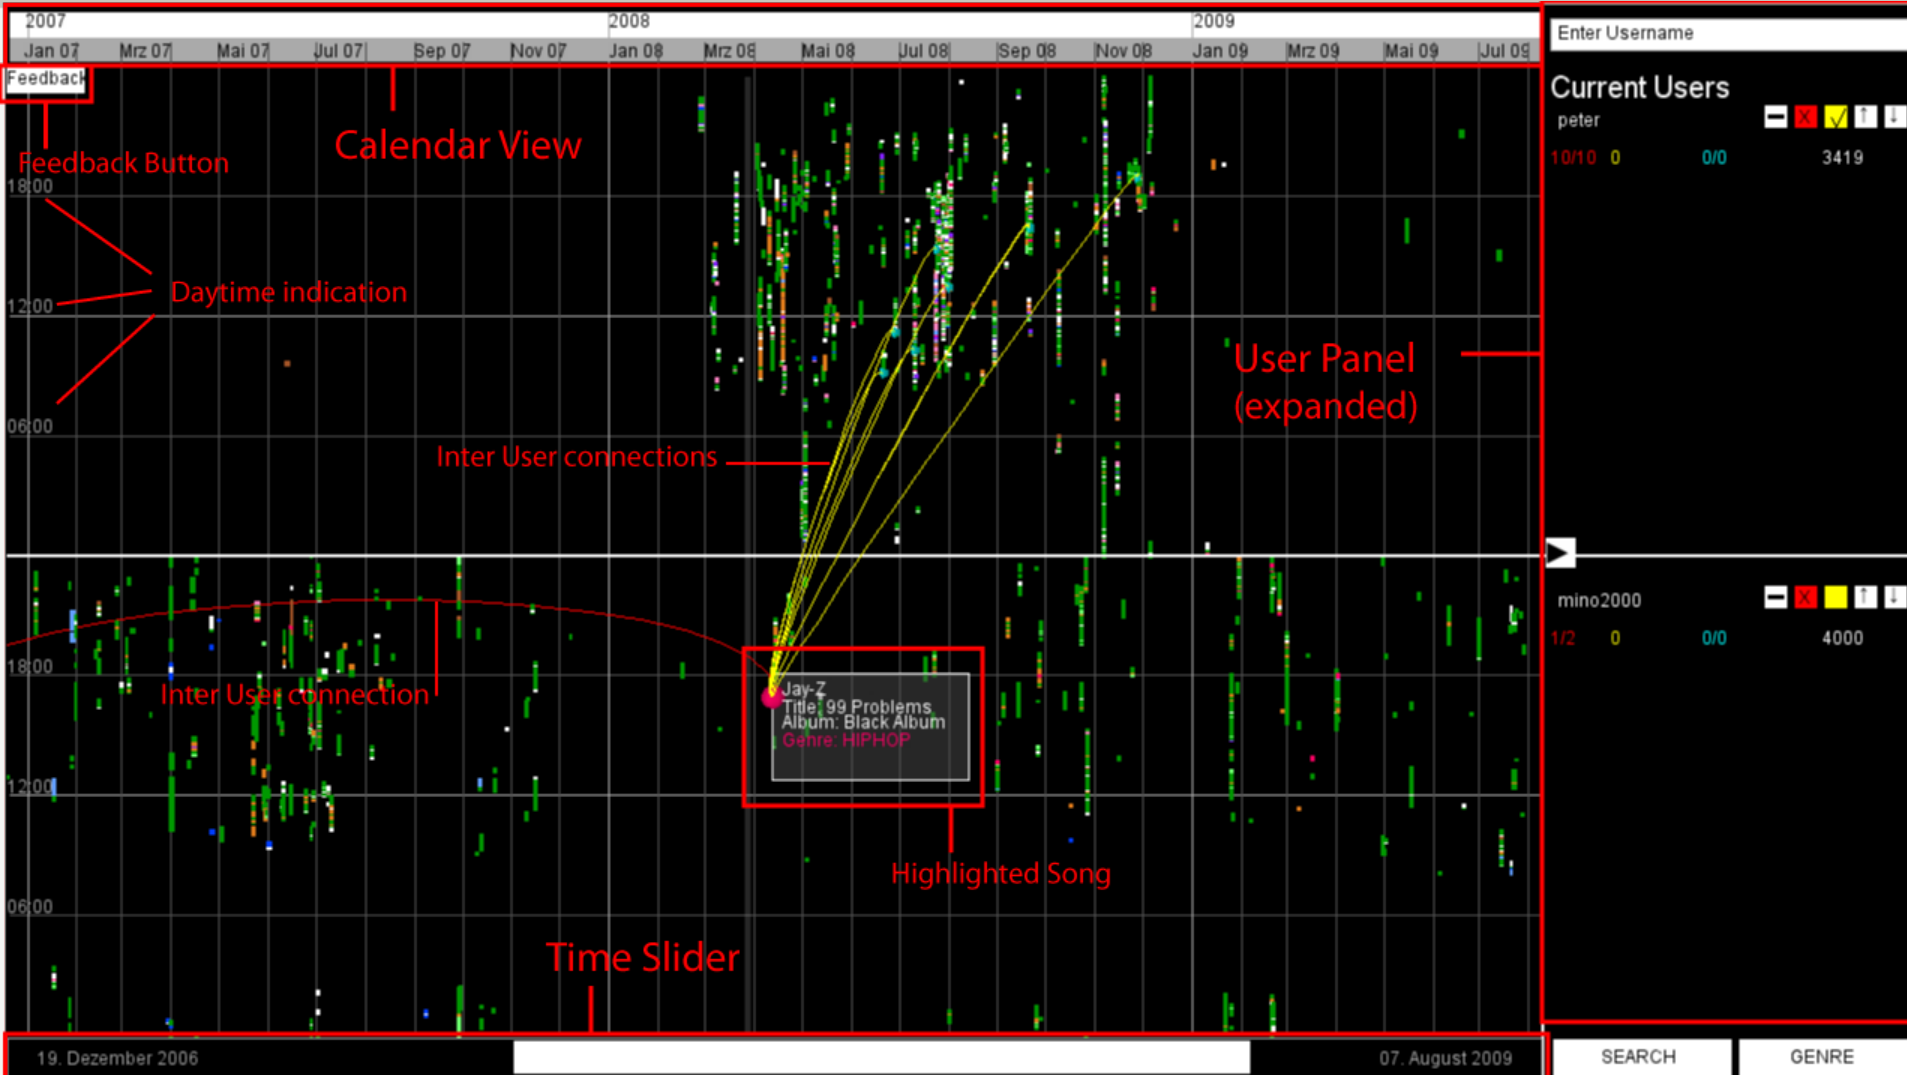 2007 2008 2009
Jan 07 Mrz 07 Mai 07 Jul 07 Sep 07 Nov 07 Jan 08 Mrz 08 Mai 08 Jul 08 Sep 08 Nov 08 Jan 09 Mrz 09 Mai 09 Jul 09
Feedback
Calendar View
Feedback Button
18:00
Daytime indication
12:00
06:00
Inter User connections
User Panel
(expanded)
18:00
Inter User connection
Jay-Z
Title: 99 Problems
Album: Black Album
Genre: HIPHOP
12:00
Highlighted Song
06:00
Time Slider
19. Dezember 2006 07. August 2009
Enter Username
Current Users
peter - X ✓ ↑ ↓
10/10 0 0/0 3419
mino2000 - X ↑ ↓
1/2 0 0/0 4000
SEARCH GENRE